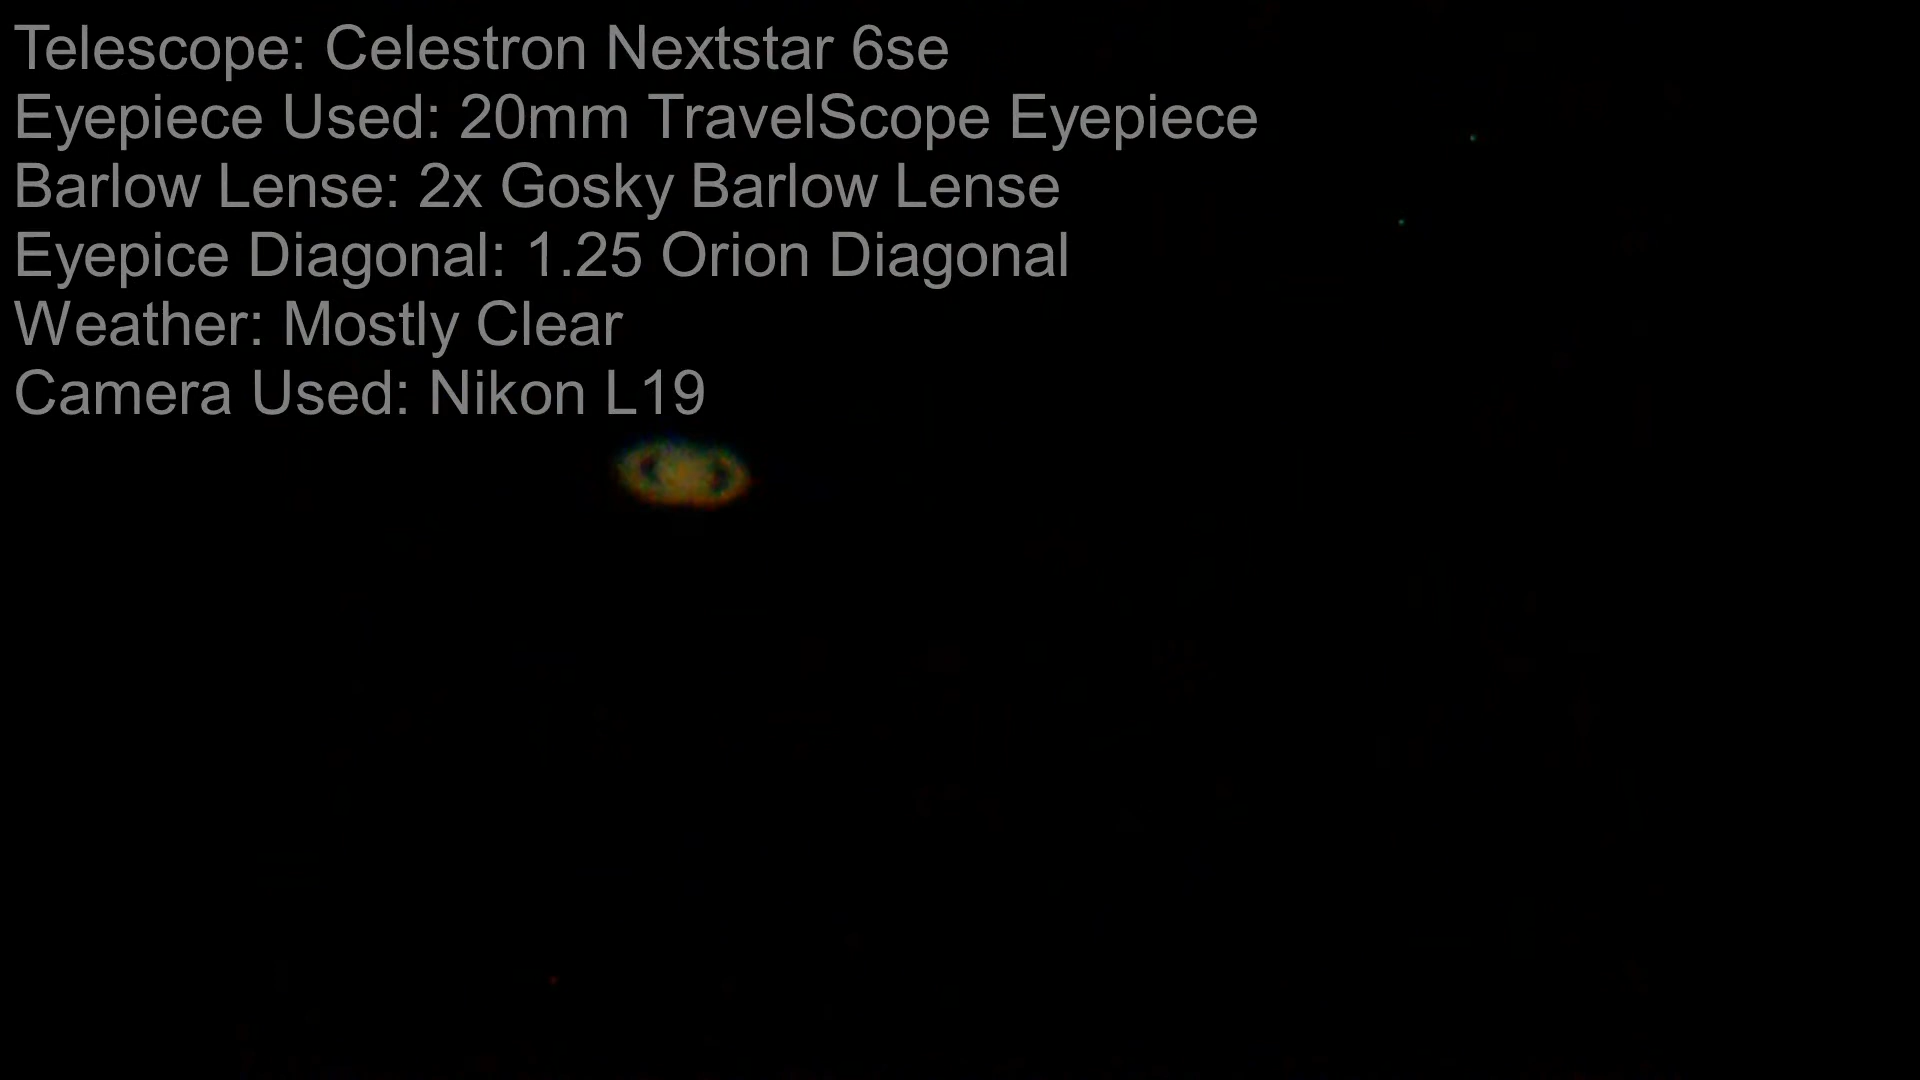 Telescope: Celestron Nextstar 6se
Eyepiece Used: 20mm TravelScope Eyepiece
Barlow Lense: 2x Gosky Barlow Lense
Eyepice Diagonal: 1.25 Orion Diagonal
Weather: Mostly Clear
Camera Used: Nikon L19